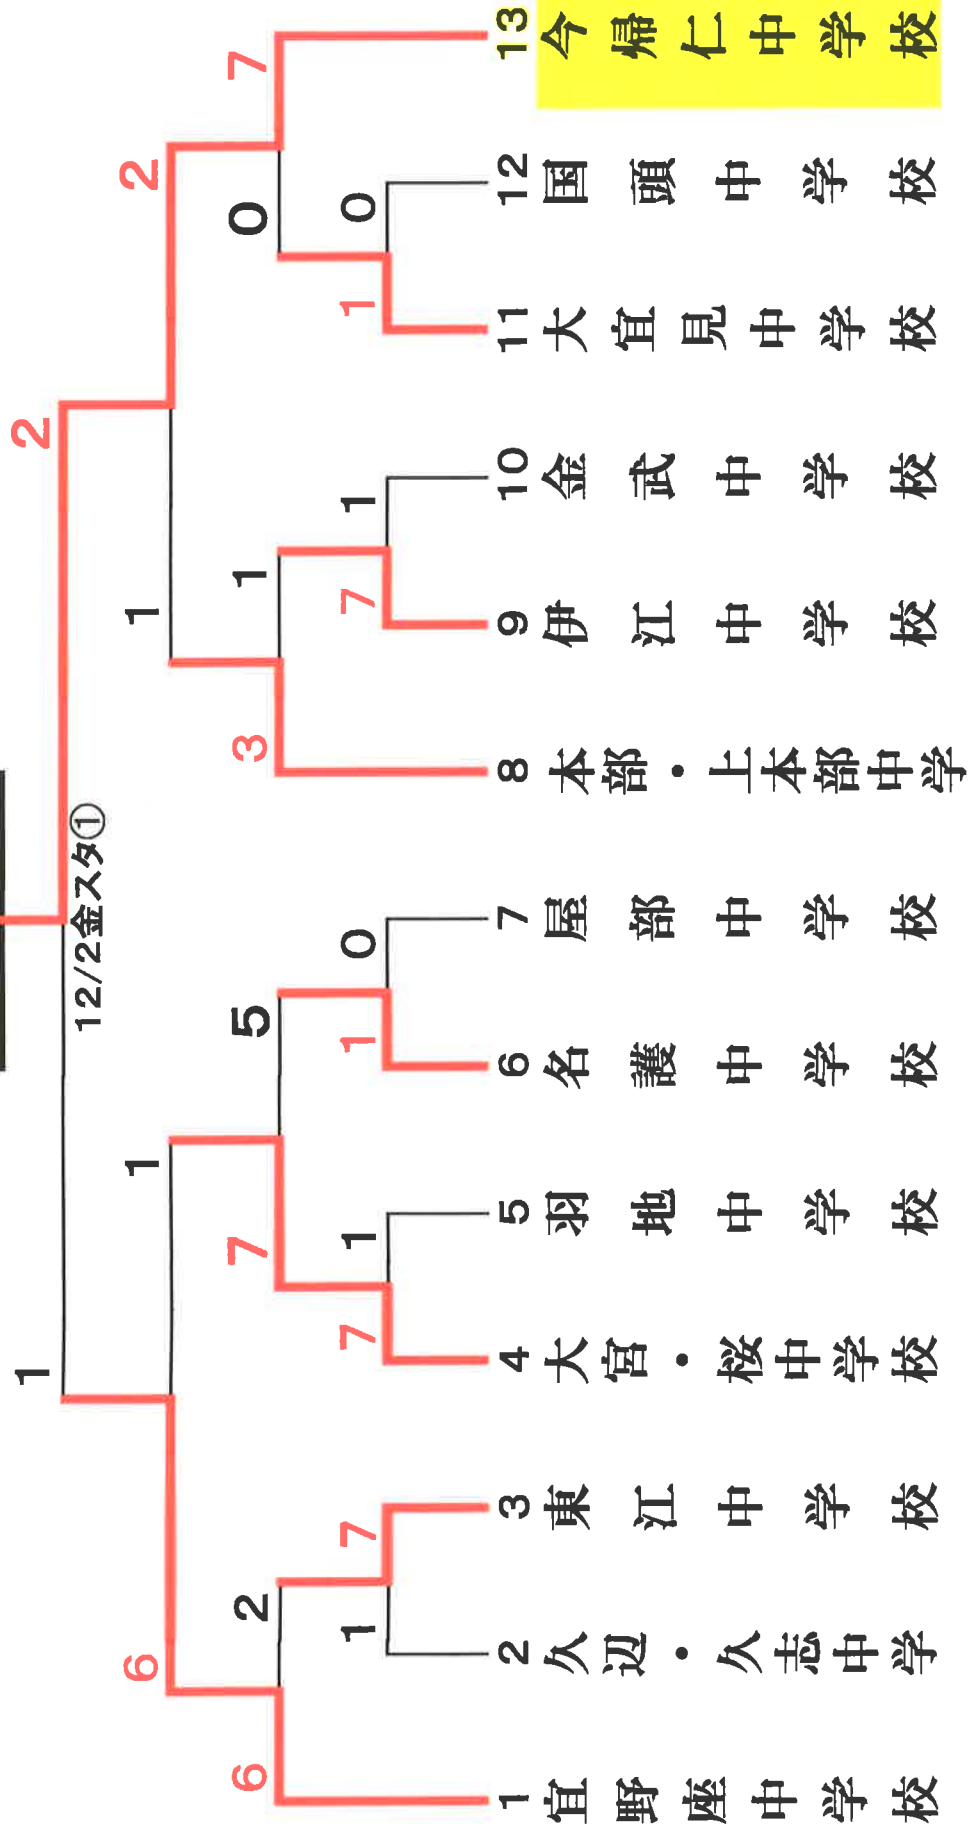 2
1
12/2金スタ①
2
1
1
6
7
0
1
3
5
7
2
6
0
1
1
7
0
1
1
7
7
1
13 今帰仁中学校
12 国頭中学校
11 大宜見中学校
10 金武中学校
9 伊江中学校
8 本部・上本部中学
7 屋部中学校
6 名護中学校
5 羽地中学校
4 大宮・桜中学校
3 東江中学校
2 久辺・久志中学
1 宜野座中学校